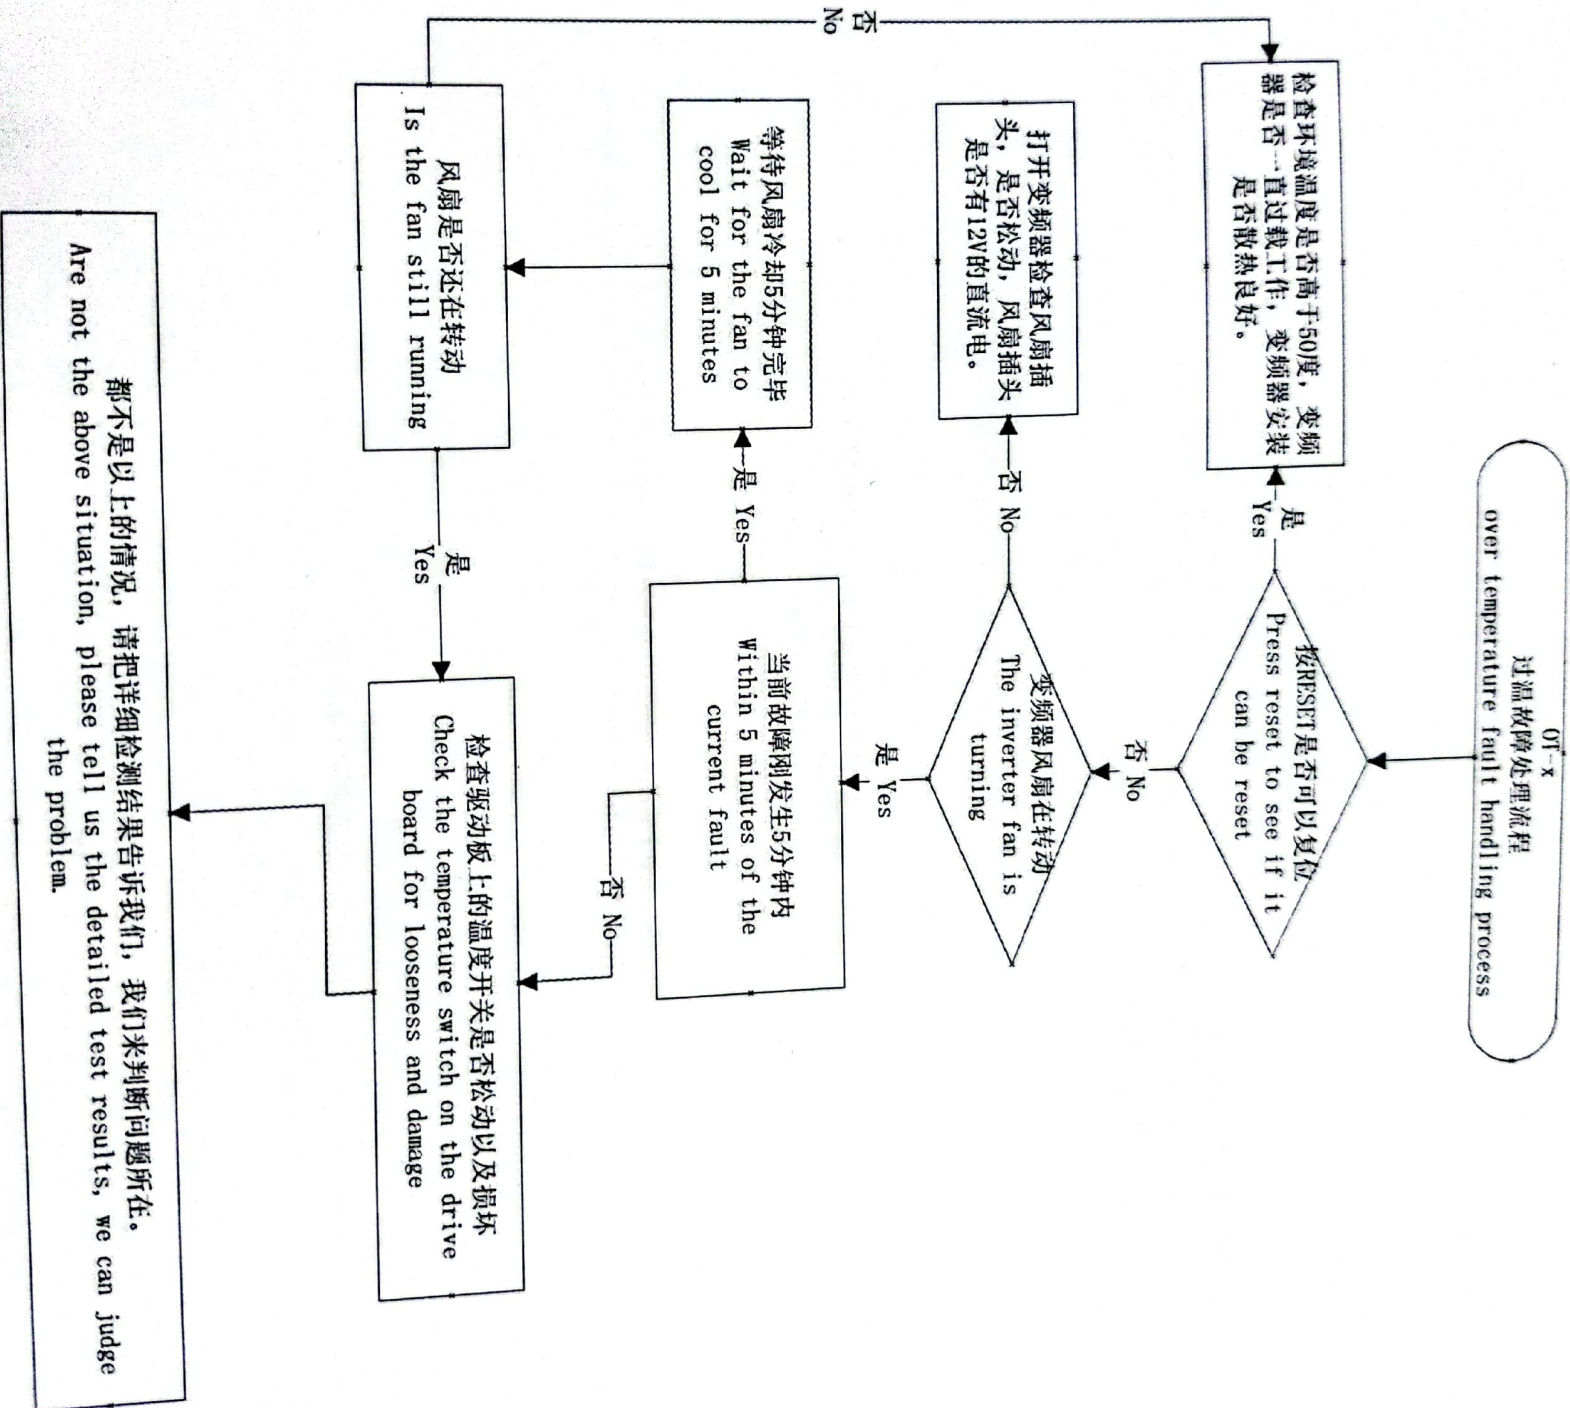 OT-x
过温故障处理流程
over temperature fault handling process
按RESET是否可以复位
Press reset to see if it
can be reset
是
Yes
检查环境温度是否高于50度，变频
器是否一直过载工作，变频器安装
是否散热良好。
否 No
变频器风扇在转动
The inverter fan is
turning
否 No
打开变频器检查风扇插
头，是否松动，风扇插头
是否有12V的直流电。
是 Yes
当前故障刚发生5分钟内
Within 5 minutes of the
current fault
是 Yes
等待风扇冷却5分钟完毕
Wait for the fan to
cool for 5 minutes
否 No
风扇是否还在转动
Is the fan still running
否
No
是
Yes
检查驱动板上的温度开关是否松动以及损坏
Check the temperature switch on the drive
board for looseness and damage
都不是以上的情况，请把详细检测结果告诉我们，我们来判断问题所在。
Are not the above situation, please tell us the detailed test results, we can judge
the problem.